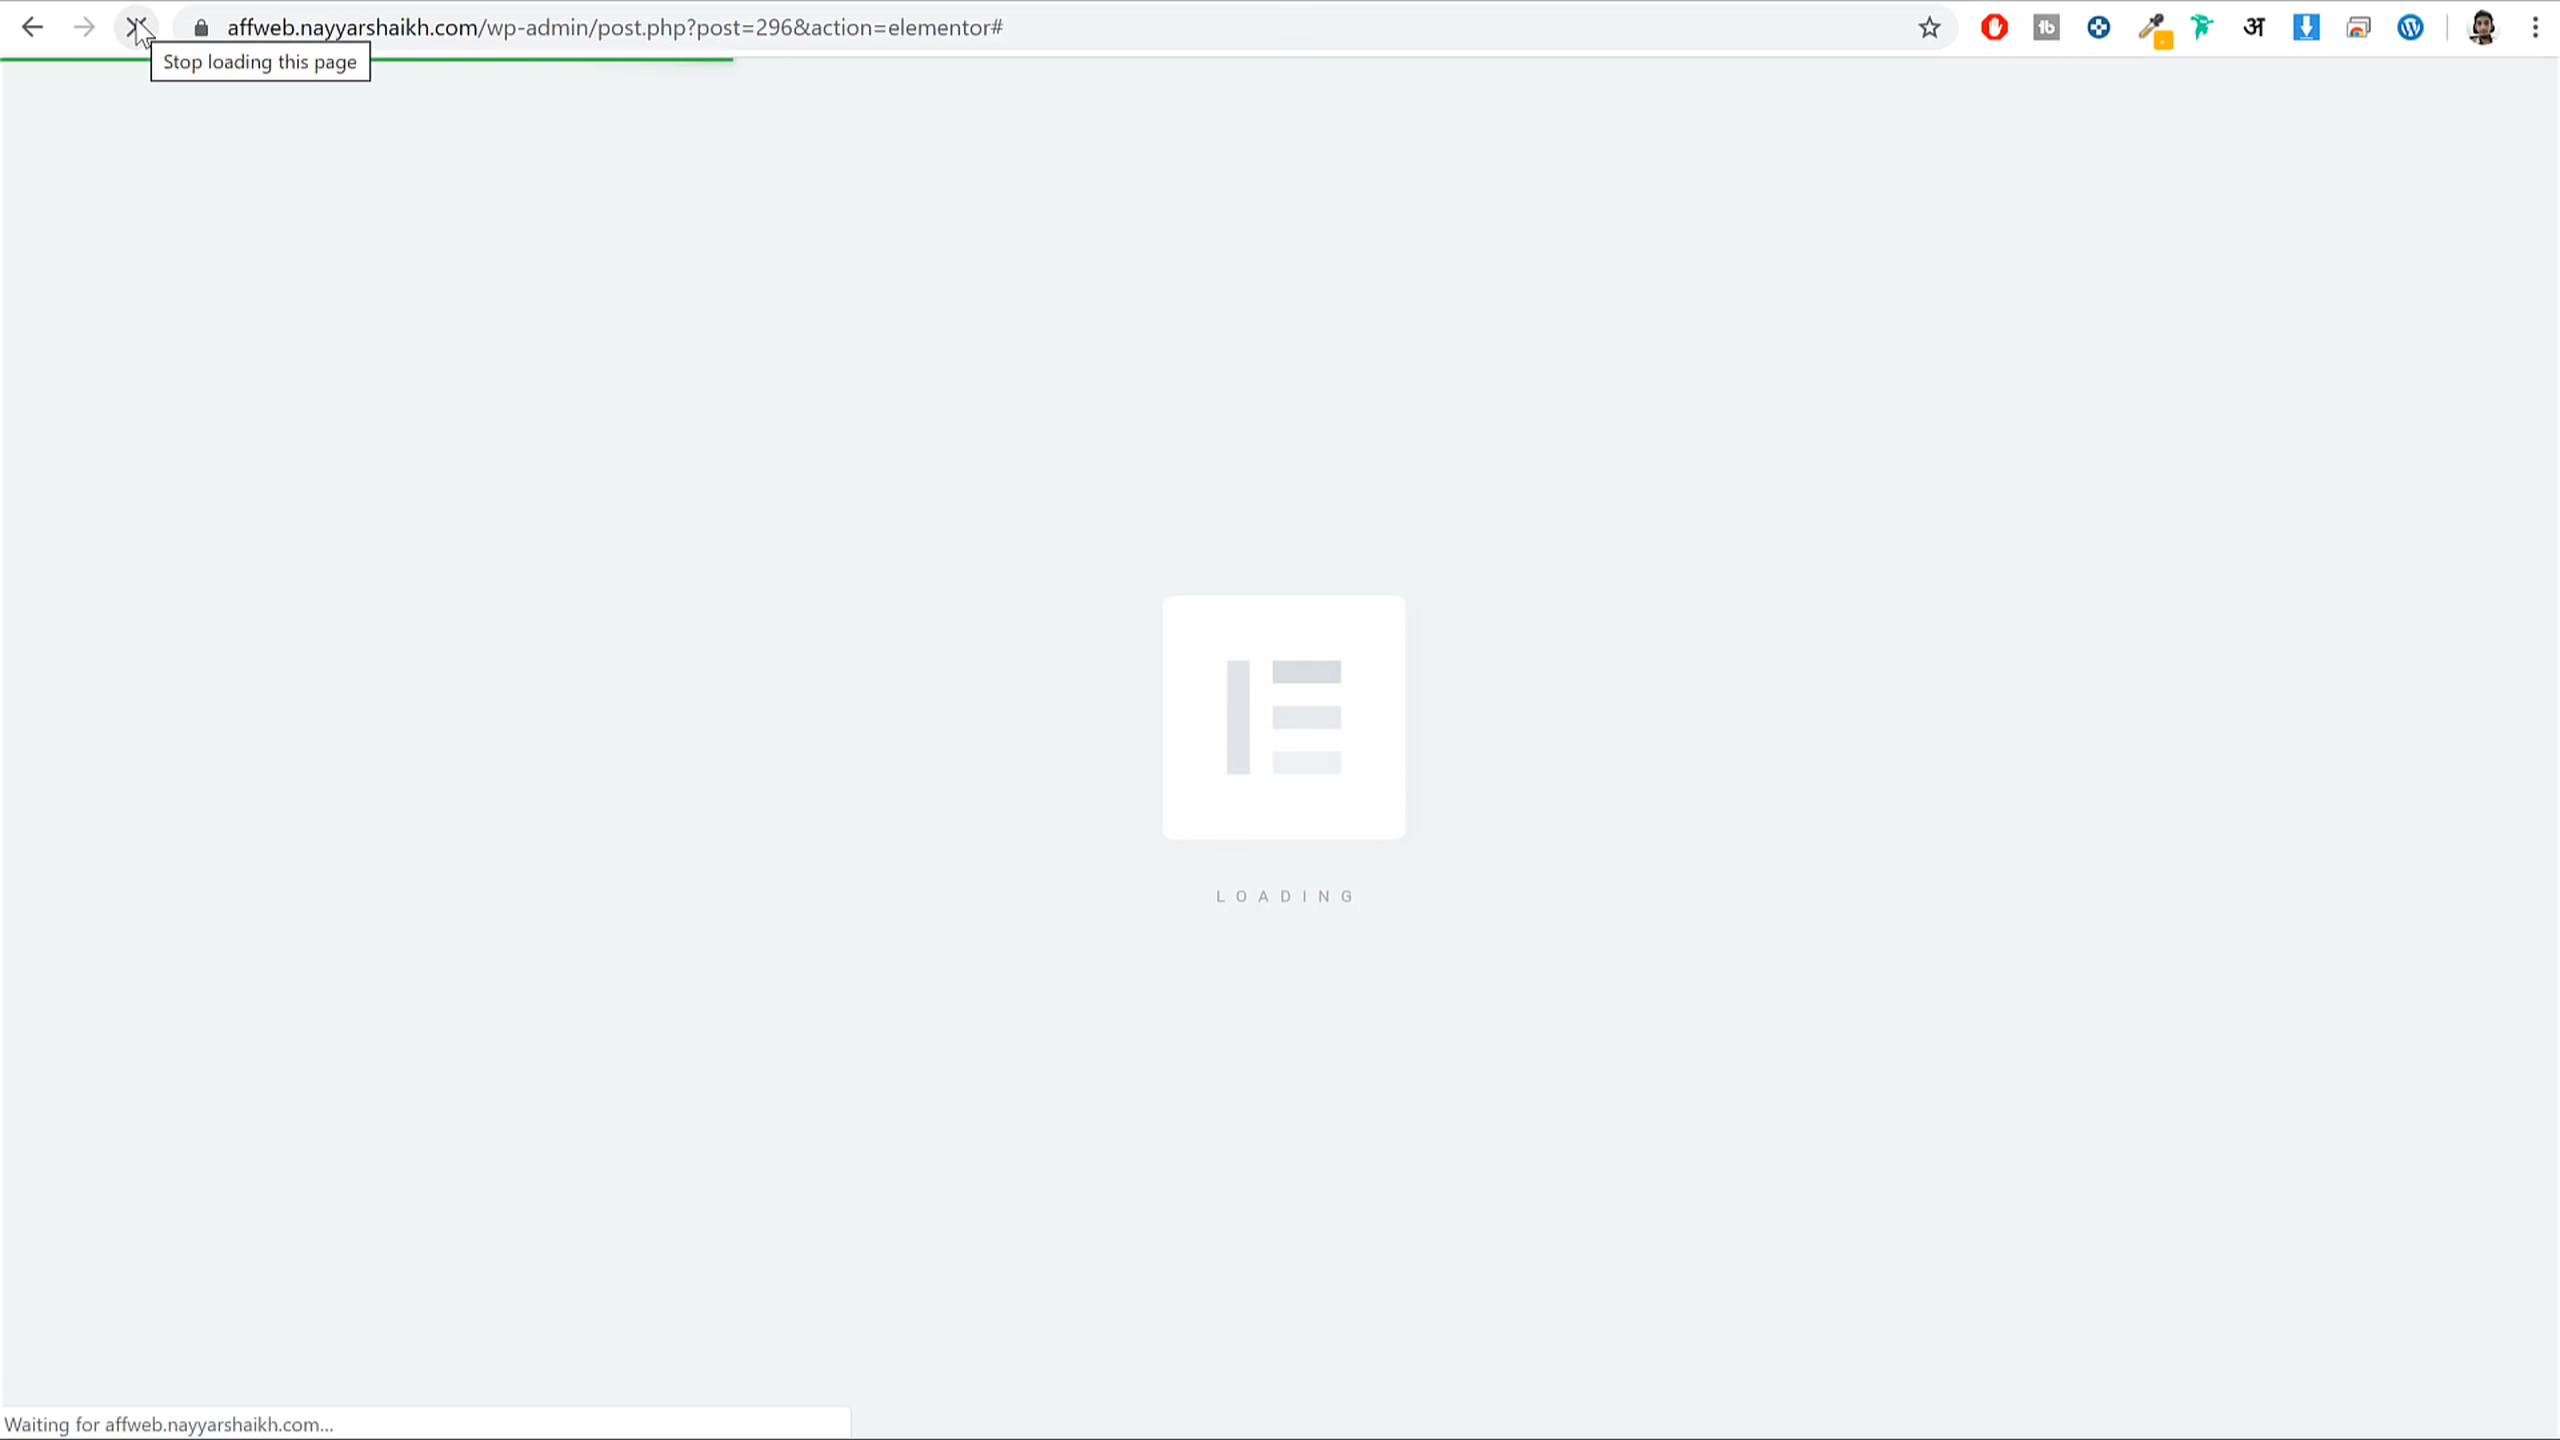 affweb.nayyarshaikh.com/wp-admin/post.php?post=296&action=elementor#
Stop loading this page
LOADING
Waiting for affweb.nayyarshaikh.com...